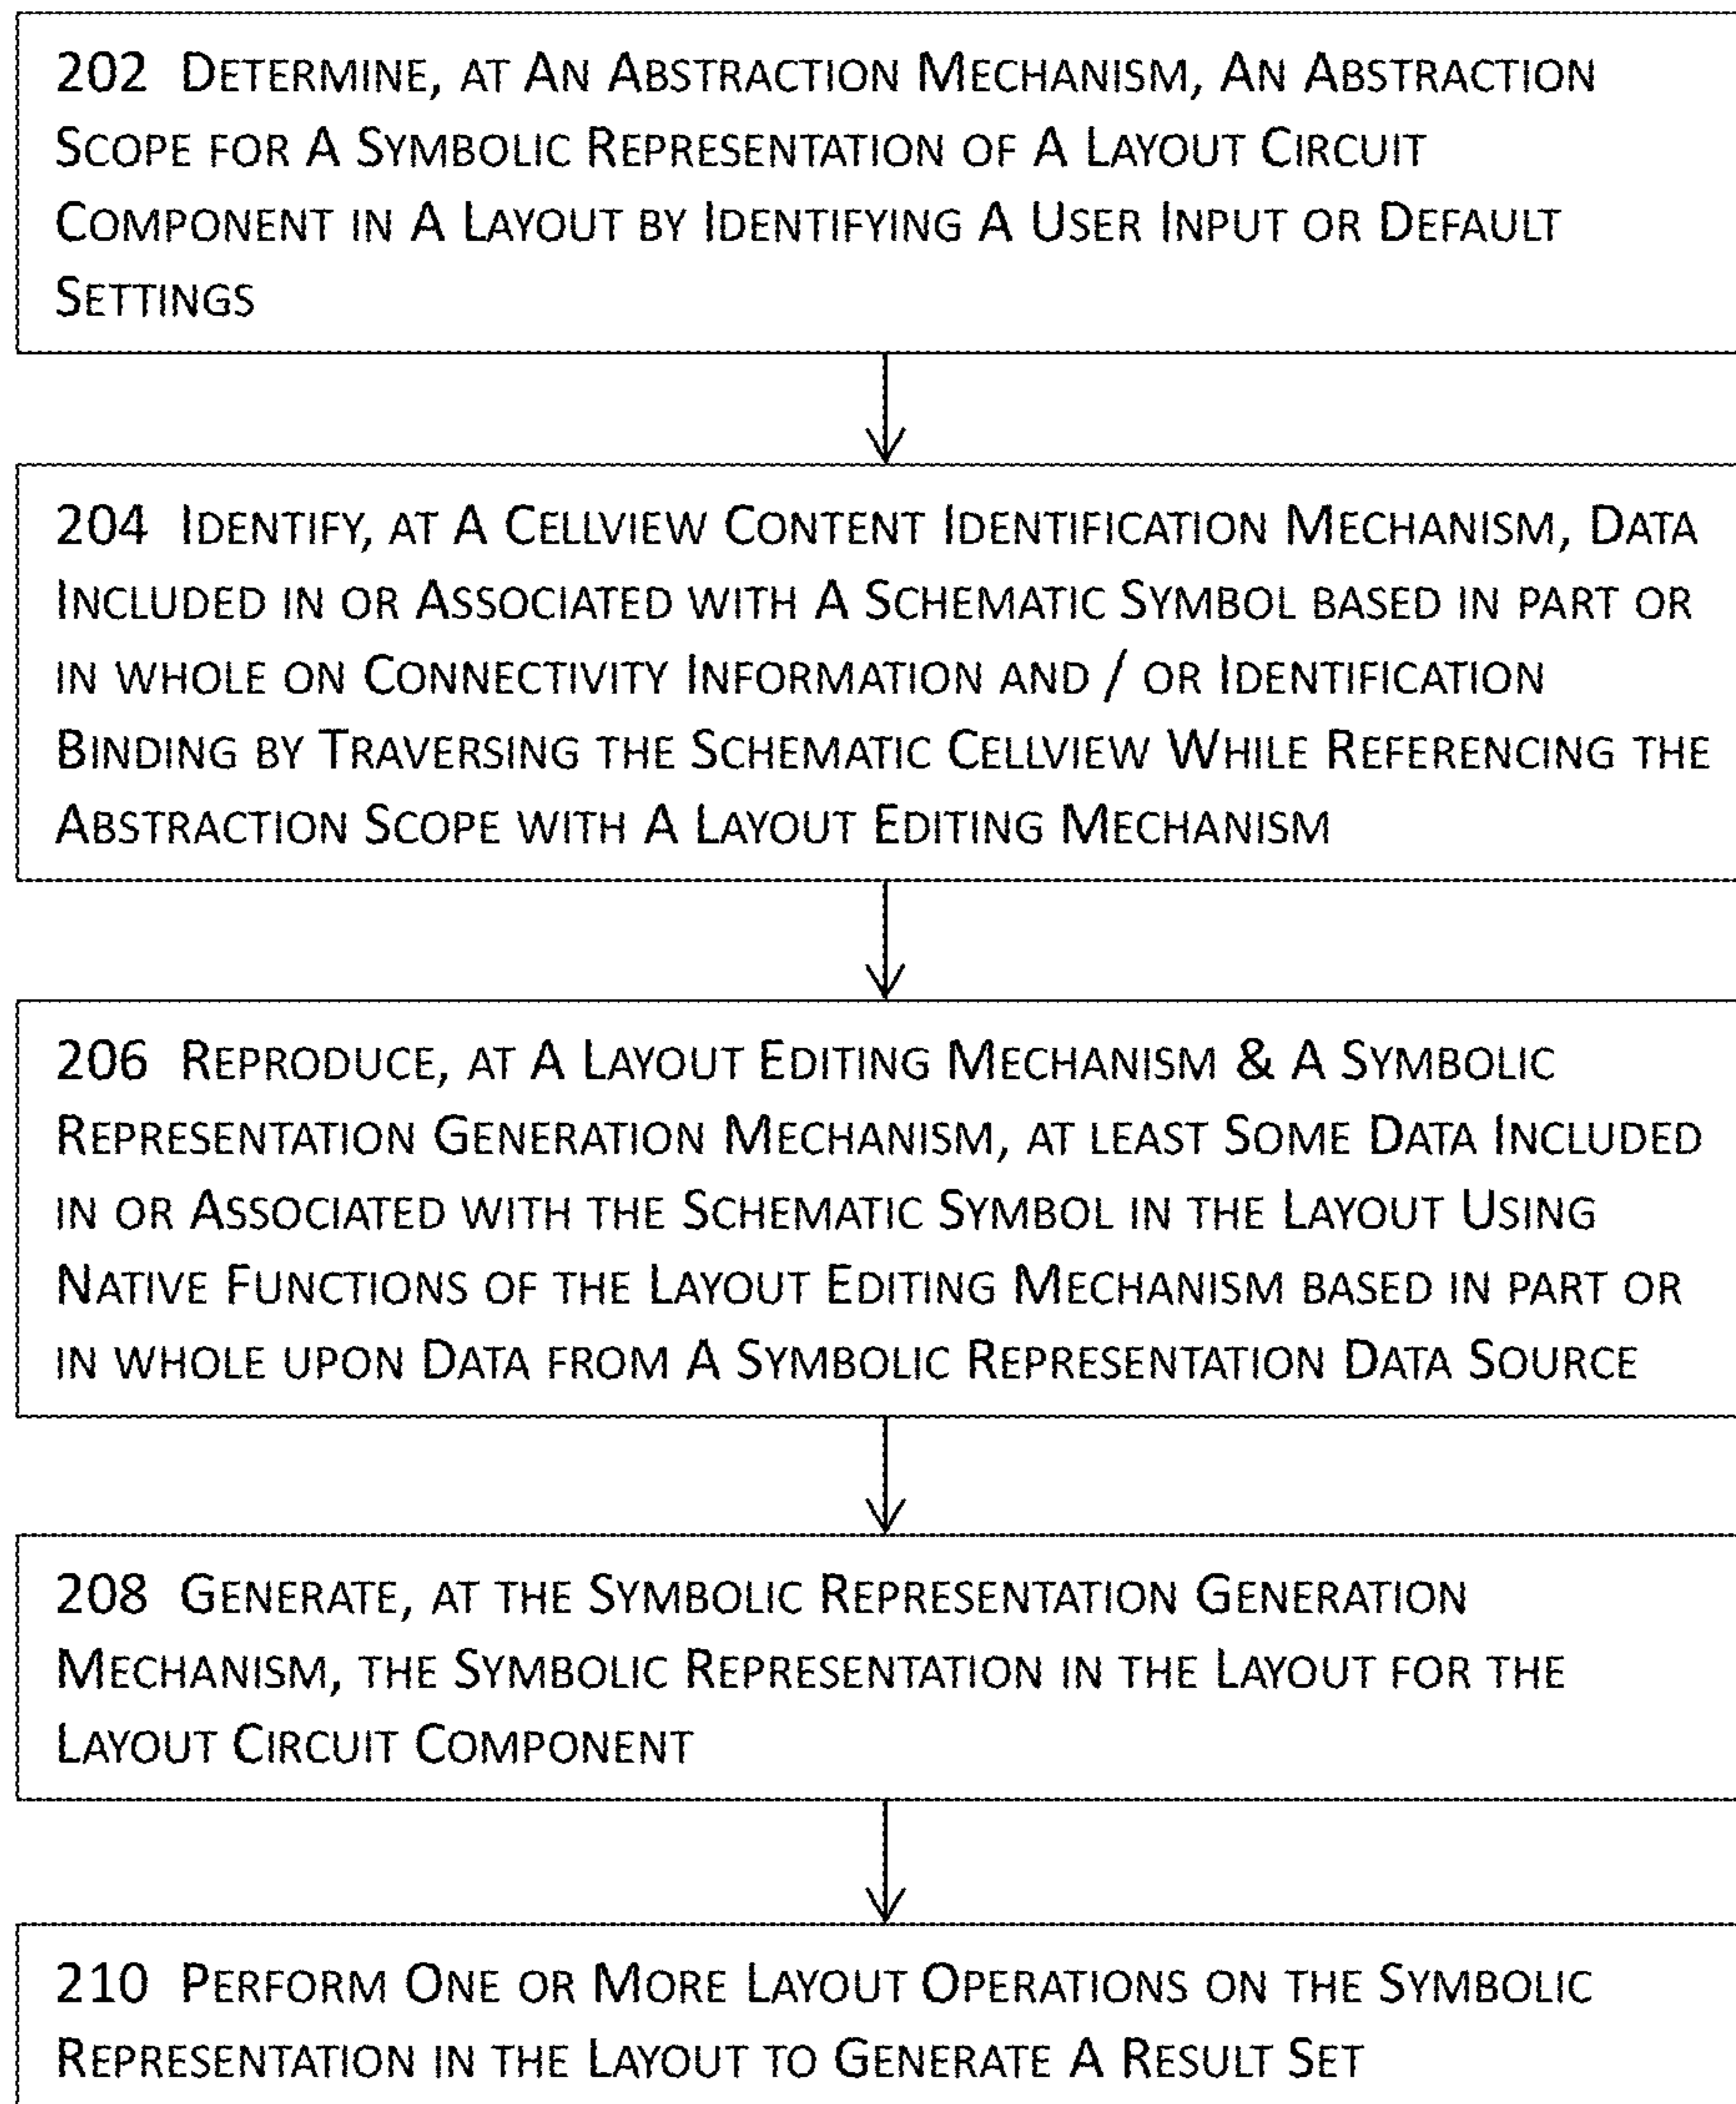 202 Determine, at An Abstraction Mechanism, An Abstraction
Scope for A Symbolic Representation of A Layout Circuit
Component in A Layout by Identifying A User Input or Default
Settings
204 Identify, at A Cellview Content Identification Mechanism, Data
Included in or Associated with A Schematic Symbol based in part or
in whole on Connectivity Information and / or Identification
Binding by Traversing the Schematic Cellview While Referencing the
Abstraction Scope with A Layout Editing Mechanism
206 Reproduce, at A Layout Editing Mechanism & A Symbolic
Representation Generation Mechanism, at least Some Data Included
in or Associated with the Schematic Symbol in the Layout Using
Native Functions of the Layout Editing Mechanism based in part or
in whole upon Data from A Symbolic Representation Data Source
208 Generate, at the Symbolic Representation Generation
Mechanism, the Symbolic Representation in the Layout for the
Layout Circuit Component
210 Perform One or More Layout Operations on the Symbolic
Representation in the Layout to Generate A Result Set